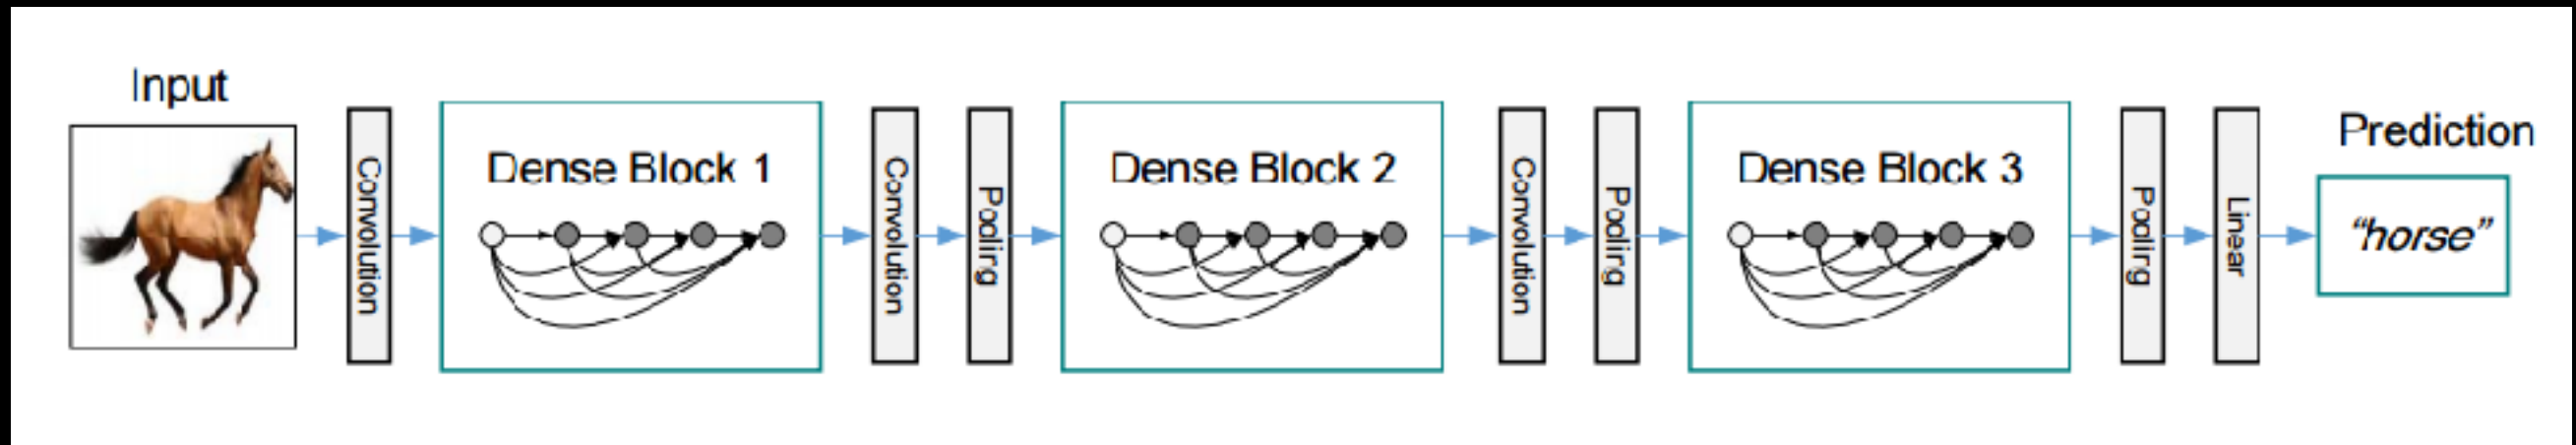 Input
Convolution
Dense Block 1
Convolution
Pooling
Dense Block 2
Convolution
Pooling
Dense Block 3
Pooling
Linear
Prediction
“horse”